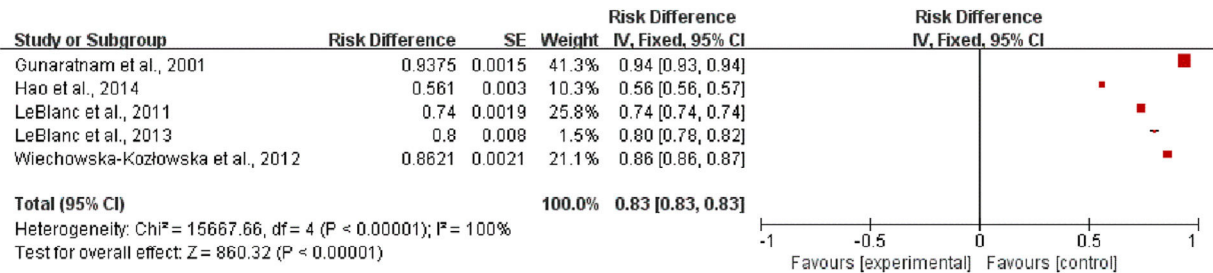 Risk Difference Risk Difference
Study or Subgroup Risk Difference SE Weight IV, Fixed, 95% CI IV, Fixed, 95% CI
Gunaratnam et al., 2001 0.9375 0.0015 41.3% 0.94 [0.93, 0.94]
Hao et al., 2014 0.561 0.003 10.3% 0.56 [0.56, 0.57]
LeBlanc et al., 2011 0.74 0.0019 25.8% 0.74 [0.74, 0.74]
LeBlanc et al., 2013 0.8 0.008 1.5% 0.80 [0.78, 0.82]
Wiechowska-Kozłowska et al., 2012 0.8621 0.0021 21.1% 0.86 [0.86, 0.87]
Total (95% CI) 100.0% 0.83 [0.83, 0.83]
Heterogeneity: Chi² = 15667.66, df = 4 (P < 0.00001); I² = 100%
Test for overall effect: Z = 860.32 (P < 0.00001)
-1 -0.5 0 0.5 1
Favours [experimental] Favours [control]